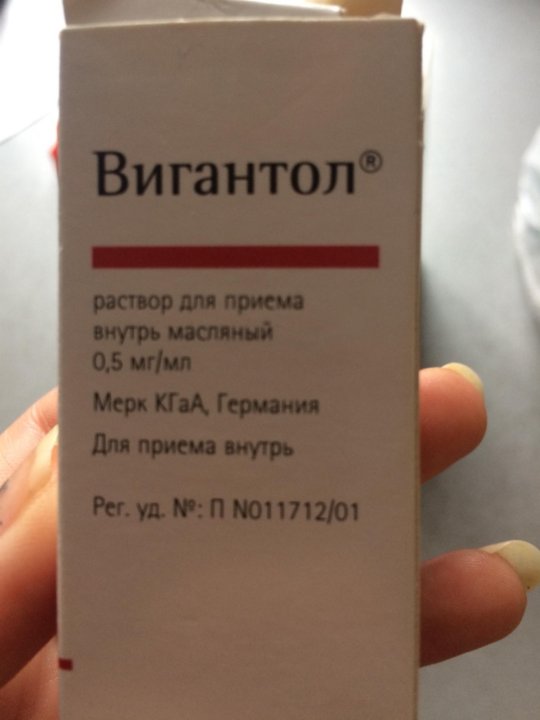 Вигантол®
раствор для приема
внутрь масляный
0,5 мг/мл
Мерк КГаА, Германия
Для приема внутрь
Рег. уд. №: П N011712/01